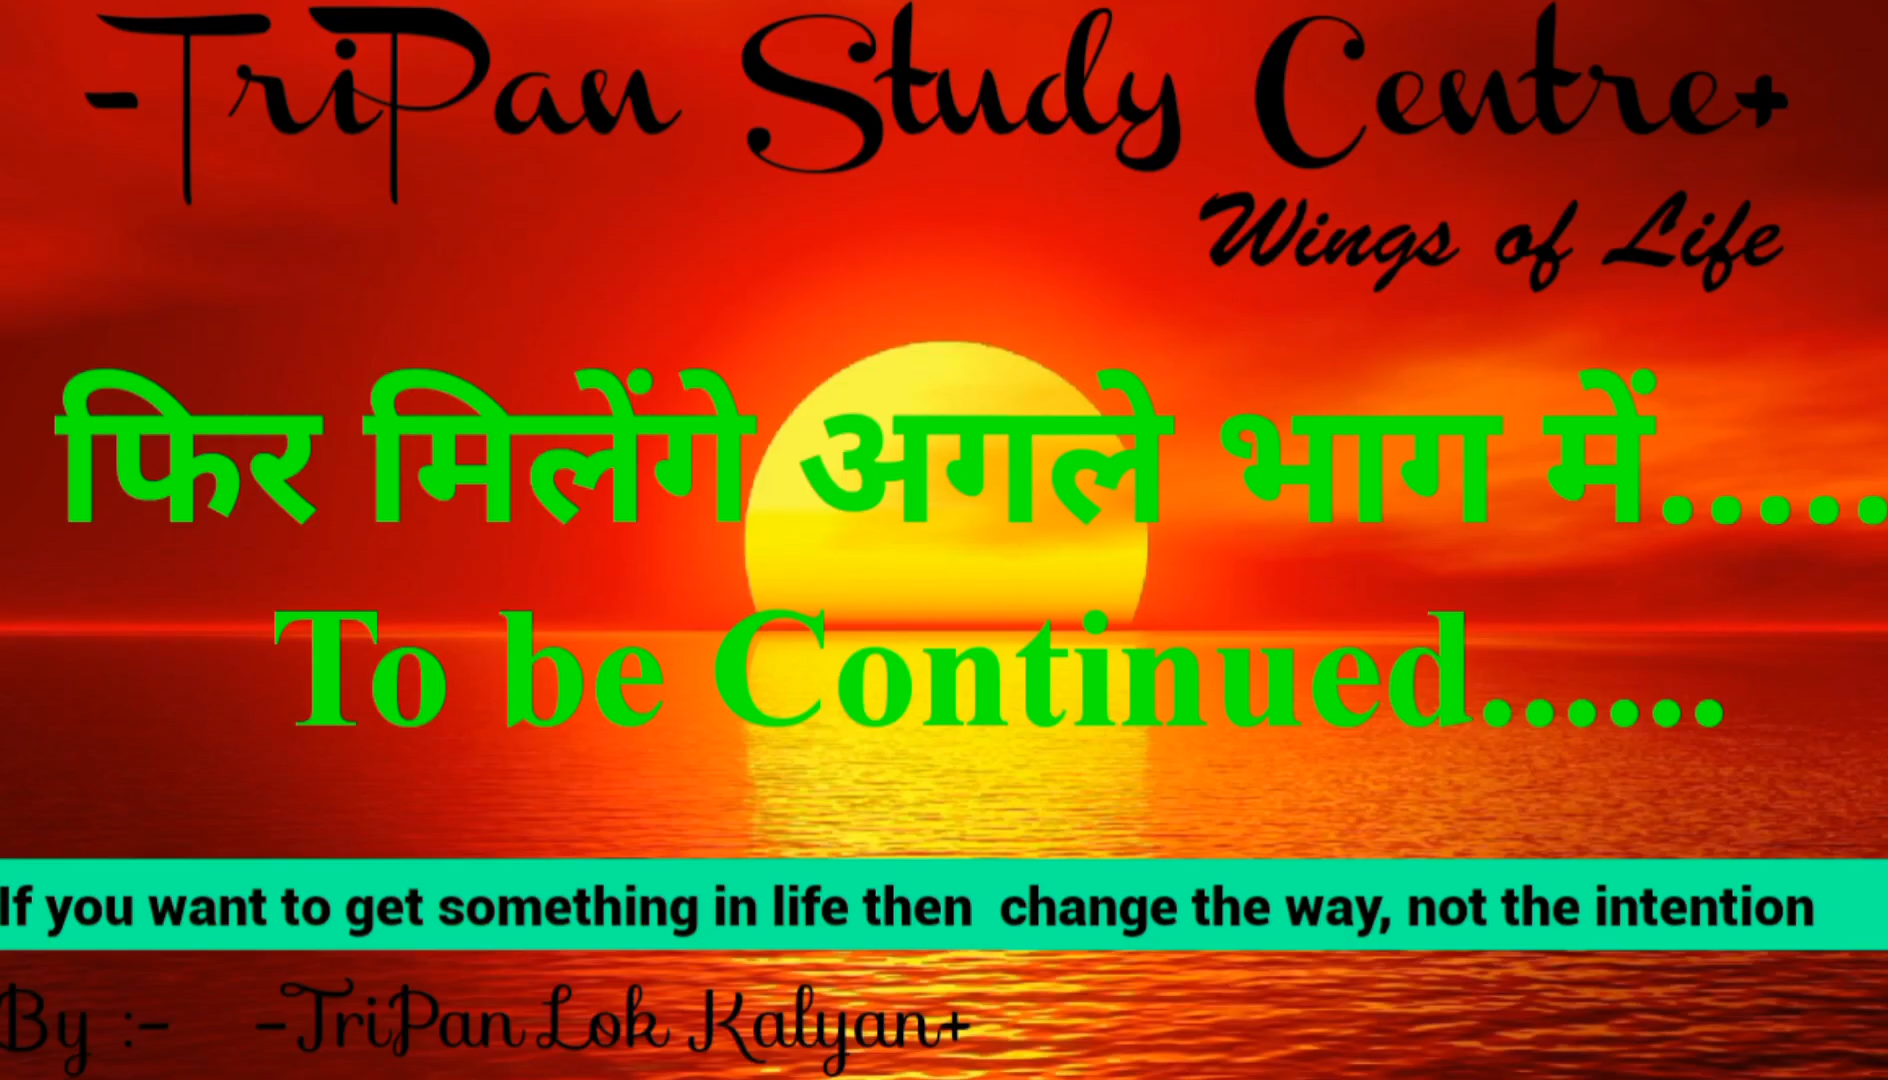 -TriPan Study Centre+
Wings of Life
फिर मिलेंगे अगले भाग में.....
To be Continued......
If you want to get something in life then  change the way, not the intention
By :-    -TriPan Lok Kalyan+